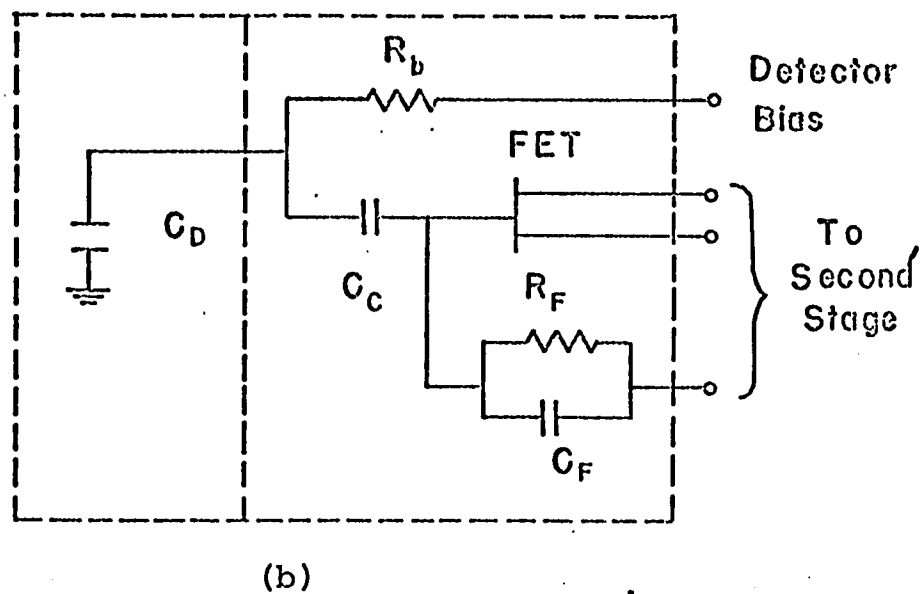 R_b
Detector
Bias
FET
C_D
C_C
To
Second
Stage
R_F
C_F
(b)